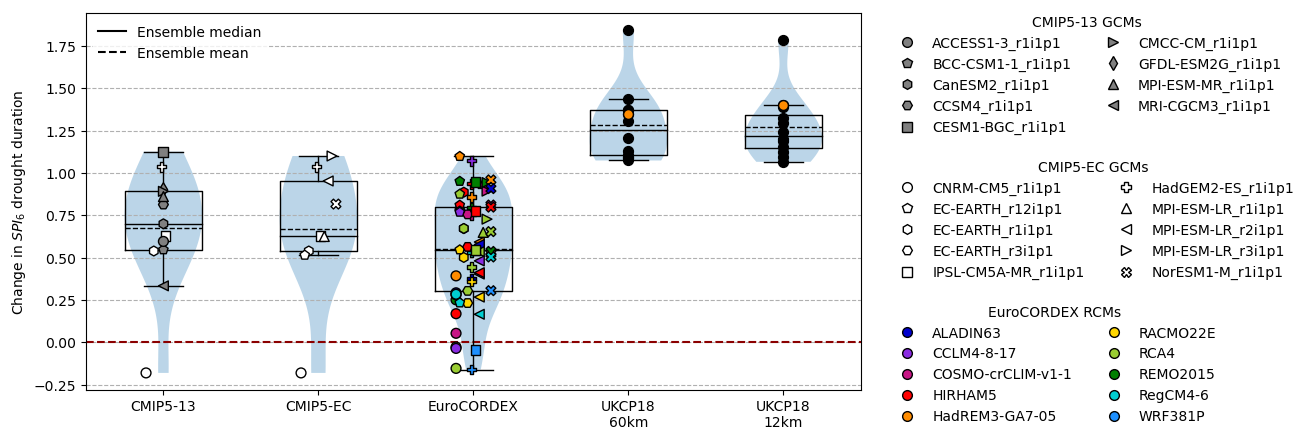 Ensemble median
Ensemble mean
Change in SPI6 drought duration
1.75
1.50
1.25
1.00
0.75
0.50
0.25
0.00
−0.25
CMIP5-13
CMIP5-EC
EuroCORDEX
UKCP18
60km
UKCP18
12km
CMIP5-13 GCMs
ACCESS1-3_r1i1p1
BCC-CSM1-1_r1i1p1
CanESM2_r1i1p1
CCSM4_r1i1p1
CESM1-BGC_r1i1p1
CMCC-CM_r1i1p1
GFDL-ESM2G_r1i1p1
MPI-ESM-MR_r1i1p1
MRI-CGCM3_r1i1p1
CMIP5-EC GCMs
CNRM-CM5_r1i1p1
EC-EARTH_r12i1p1
EC-EARTH_r1i1p1
EC-EARTH_r3i1p1
IPSL-CM5A-MR_r1i1p1
HadGEM2-ES_r1i1p1
MPI-ESM-LR_r1i1p1
MPI-ESM-LR_r2i1p1
MPI-ESM-LR_r3i1p1
NorESM1-M_r1i1p1
EuroCORDEX RCMs
ALADIN63
CCLM4-8-17
COSMO-crCLIM-v1-1
HIRHAM5
HadREM3-GA7-05
RACMO22E
RCA4
REMO2015
RegCM4-6
WRF381P